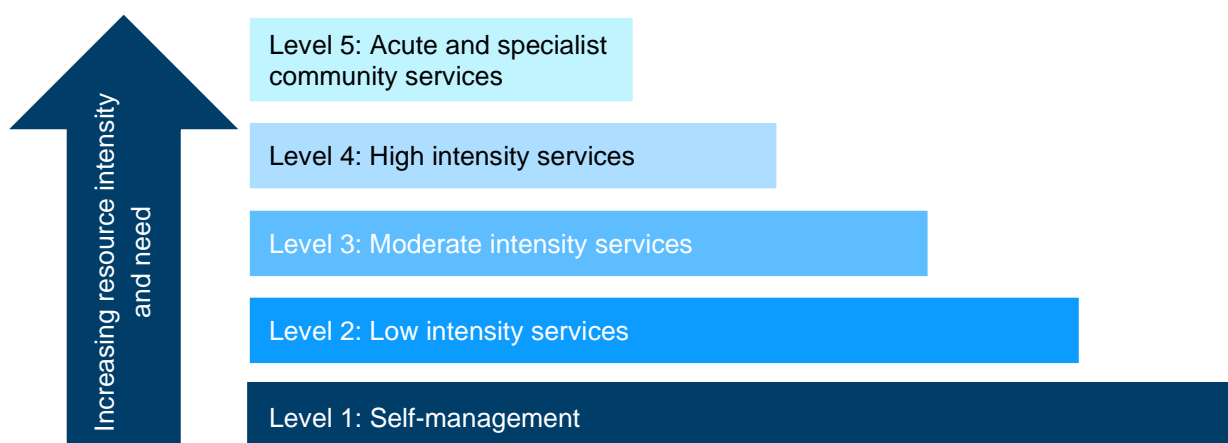 Increasing resource intensity
and need
Level 5: Acute and specialist
community services
Level 4: High intensity services
Level 3: Moderate intensity services
Level 2: Low intensity services
Level 1: Self-management